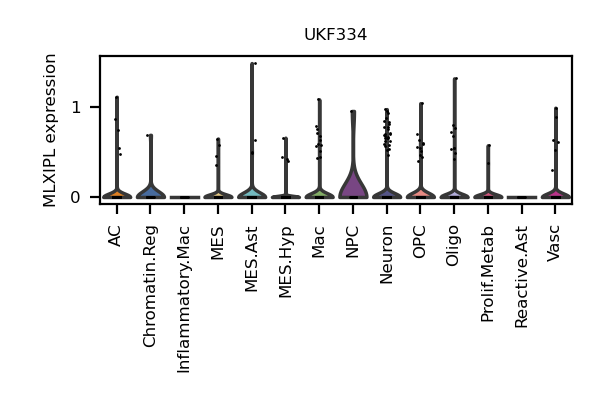 UKF334
MLXIPL expression
1
0
AC
Chromatin.Reg
Inflammatory.Mac
MES
MES.Ast
MES.Hyp
Mac
NPC
Neuron
OPC
Oligo
Prolif.Metab
Reactive.Ast
Vasc